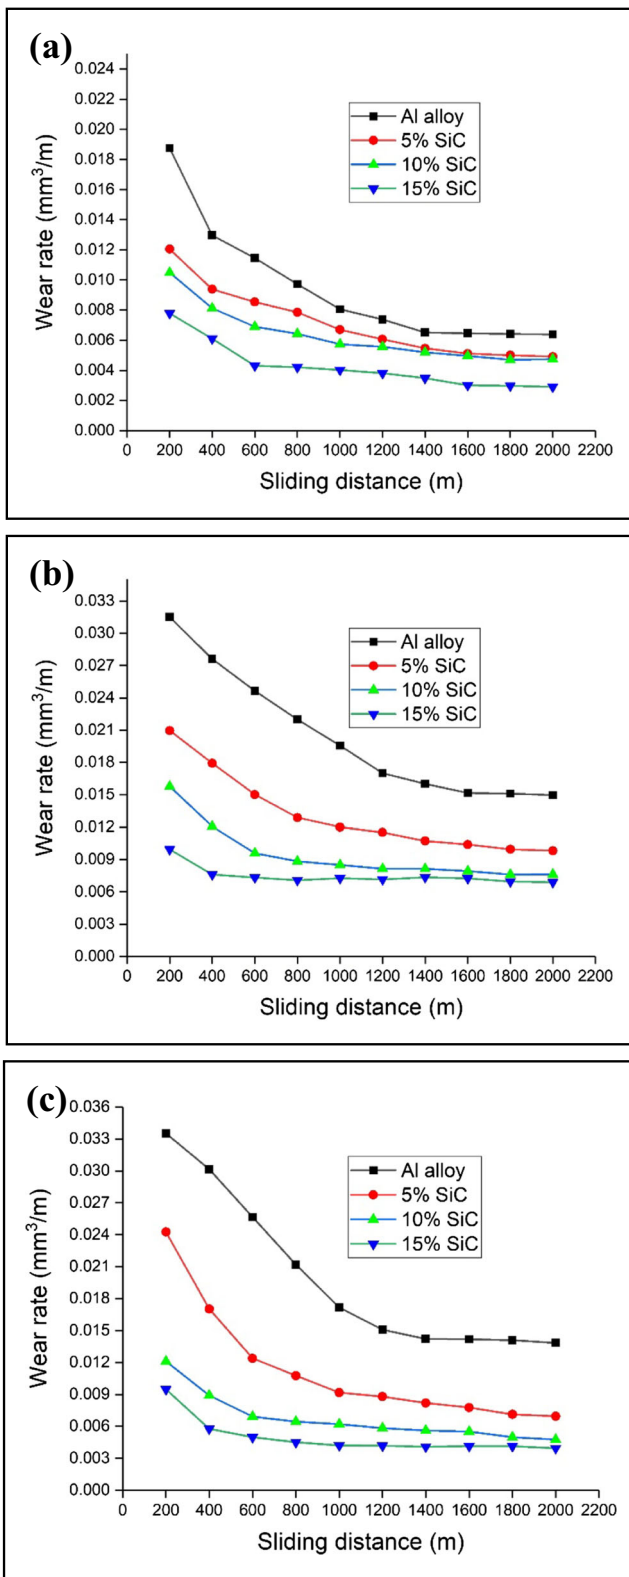 (a)
0.024
0.022
0.020
0.018
0.016
0.014
0.012
0.010
0.008
0.006
0.004
0.002
0.000
Wear rate (mm³/m)
Al alloy
5% SiC
10% SiC
15% SiC
0 200 400 600 800 1000 1200 1400 1600 1800 2000 2200
Sliding distance (m)
(b)
0.033
0.030
0.027
0.024
0.021
0.018
0.015
0.012
0.009
0.006
0.003
0.000
Wear rate (mm³/m)
Al alloy
5% SiC
10% SiC
15% SiC
0 200 400 600 800 1000 1200 1400 1600 1800 2000 2200
Sliding distance (m)
(c)
0.036
0.033
0.030
0.027
0.024
0.021
0.018
0.015
0.012
0.009
0.006
0.003
0.000
Wear rate (mm³/m)
Al alloy
5% SiC
10% SiC
15% SiC
0 200 400 600 800 1000 1200 1400 1600 1800 2000 2200
Sliding distance (m)